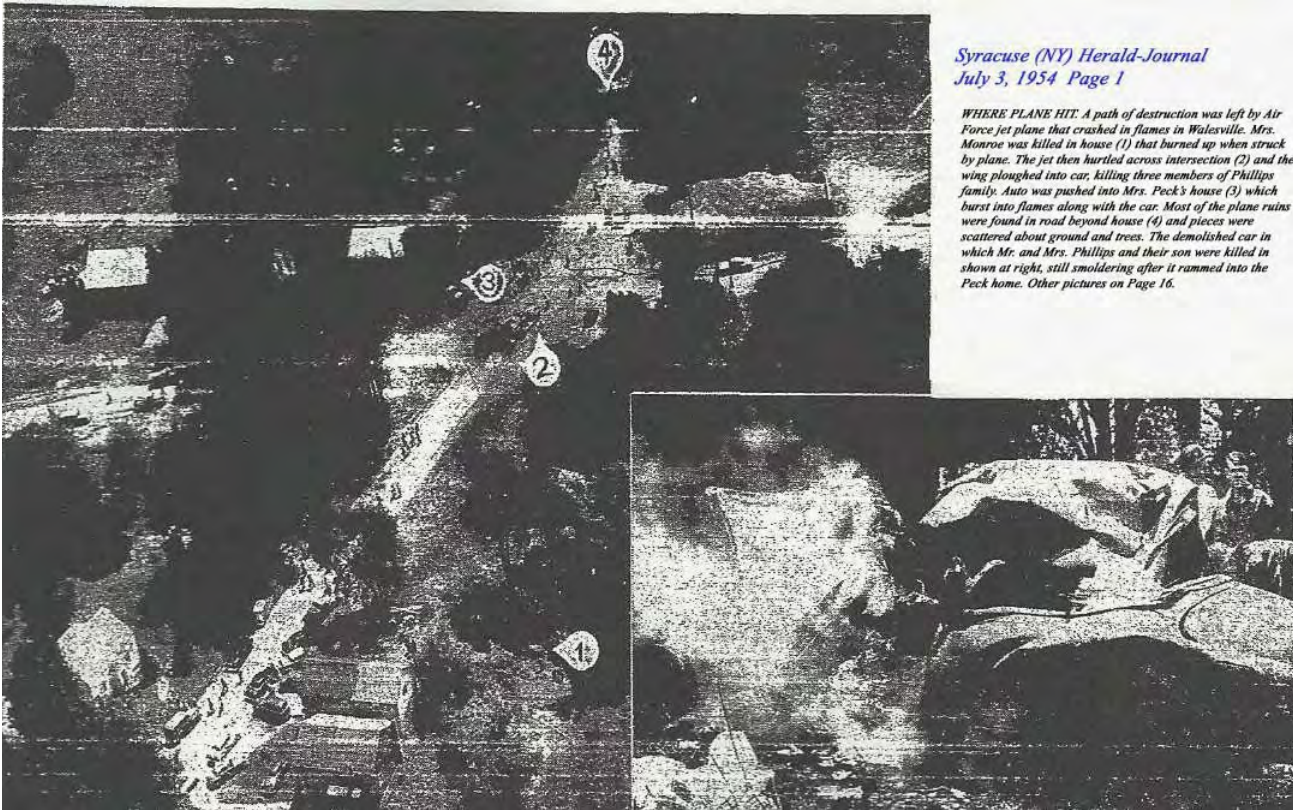 Syracuse (NY) Herald-Journal
July 3, 1954 Page 1
WHERE PLANE HIT. A path of destruction was left by Air
Force jet plane that crashed in flames in Walesville. Mrs.
Monroe was killed in house (1) that burned up when struck
by plane. The jet then hurtled across intersection (2) and the
wing ploughed into car, killing three members of Phillips
family. Auto was pushed into Mrs. Peck's house (3) which
burst into flames along with the car. Most of the plane ruins
were found in road beyond house (4) and pieces were
scattered about ground and trees. The demolished car in
which Mr. and Mrs. Phillips and their son were killed in
shown at right, still smoldering after it rammed into the
Peck home. Other pictures on Page 16.
4
3
2
1